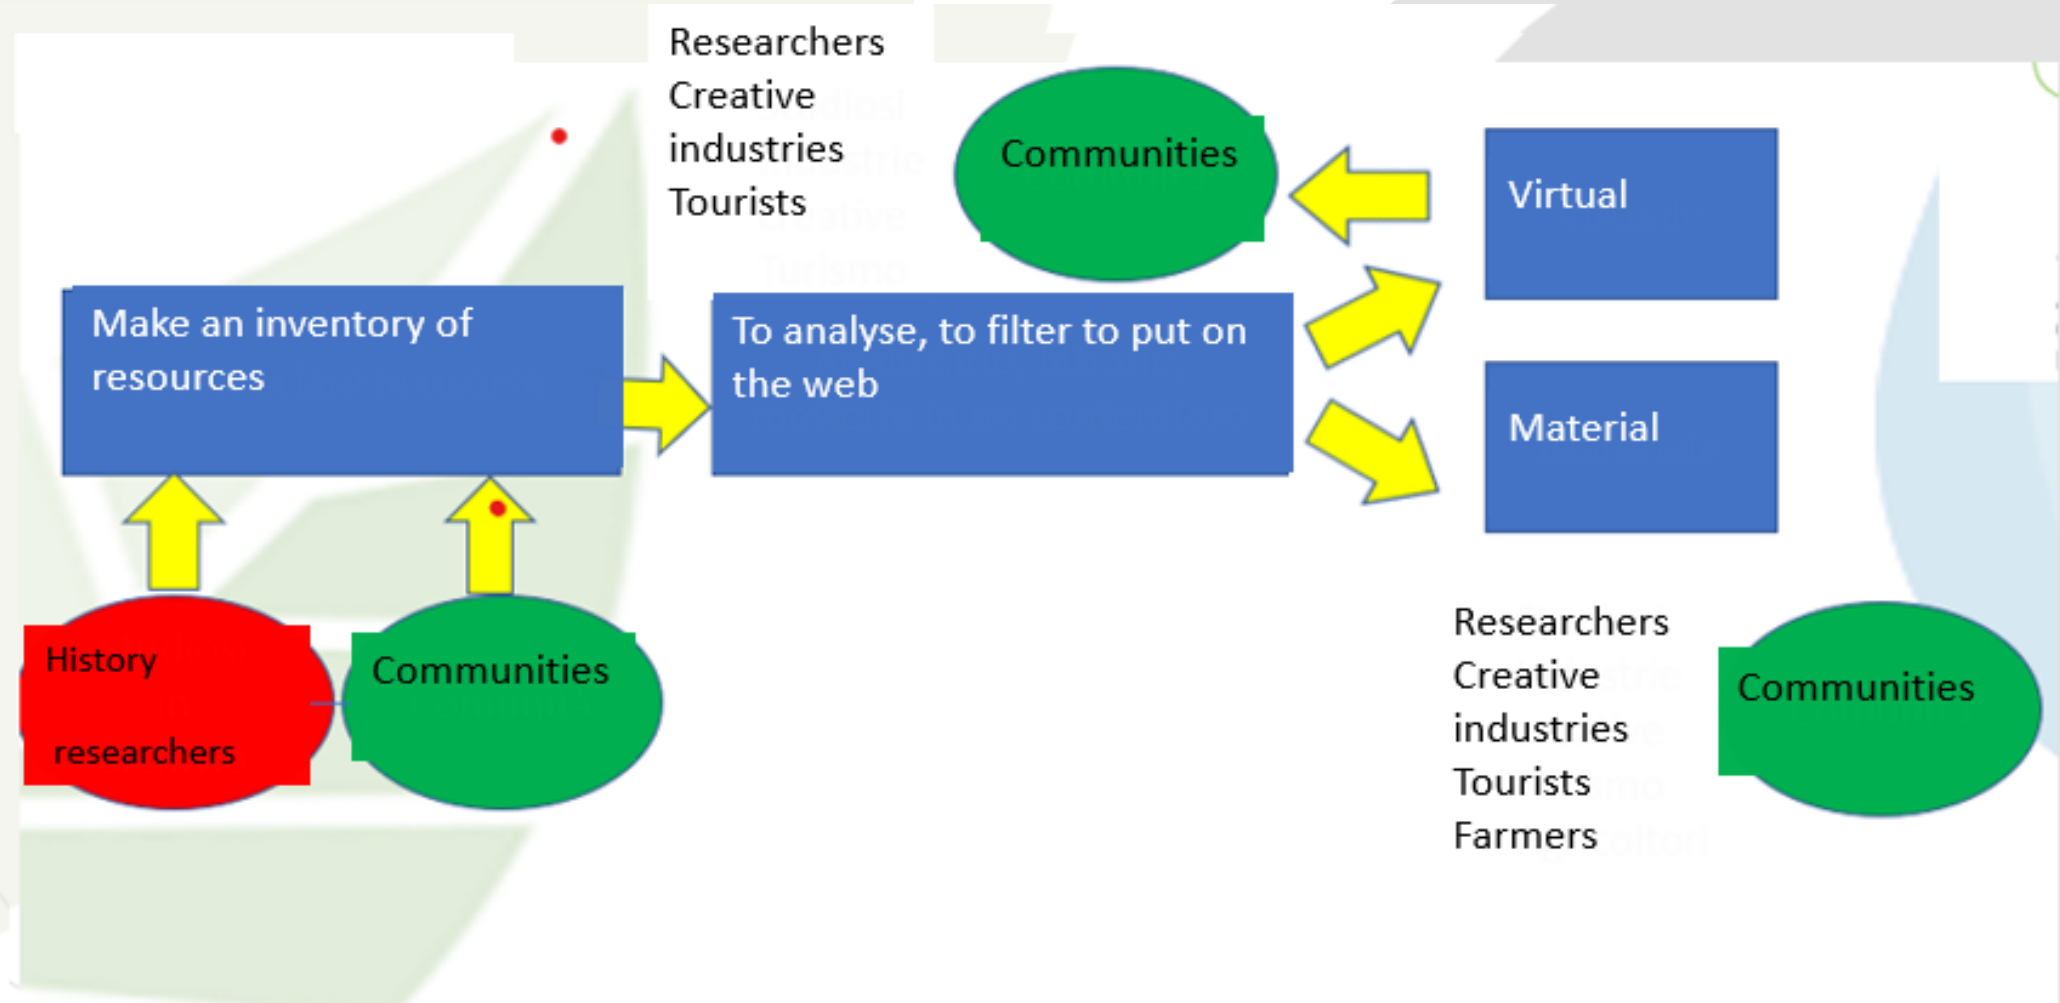 Researchers
Creative
industries
Tourists
Communities
Virtual
Make an inventory of
resources
To analyse, to filter to put on
the web
Material
History
researchers
Communities
Researchers
Creative
industries
Tourists
Farmers
Communities